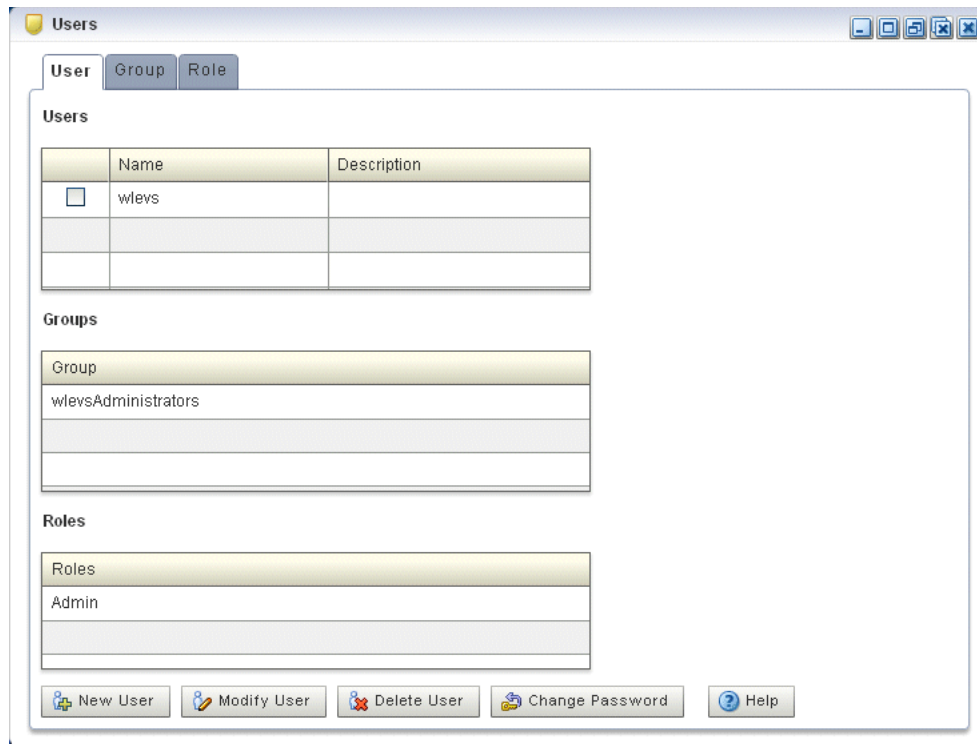 Users
User Group Role
Users
Name Description
wlevs
Groups
Group
wlevsAdministrators
Roles
Roles
Admin
New User Modify User Delete User Change Password Help